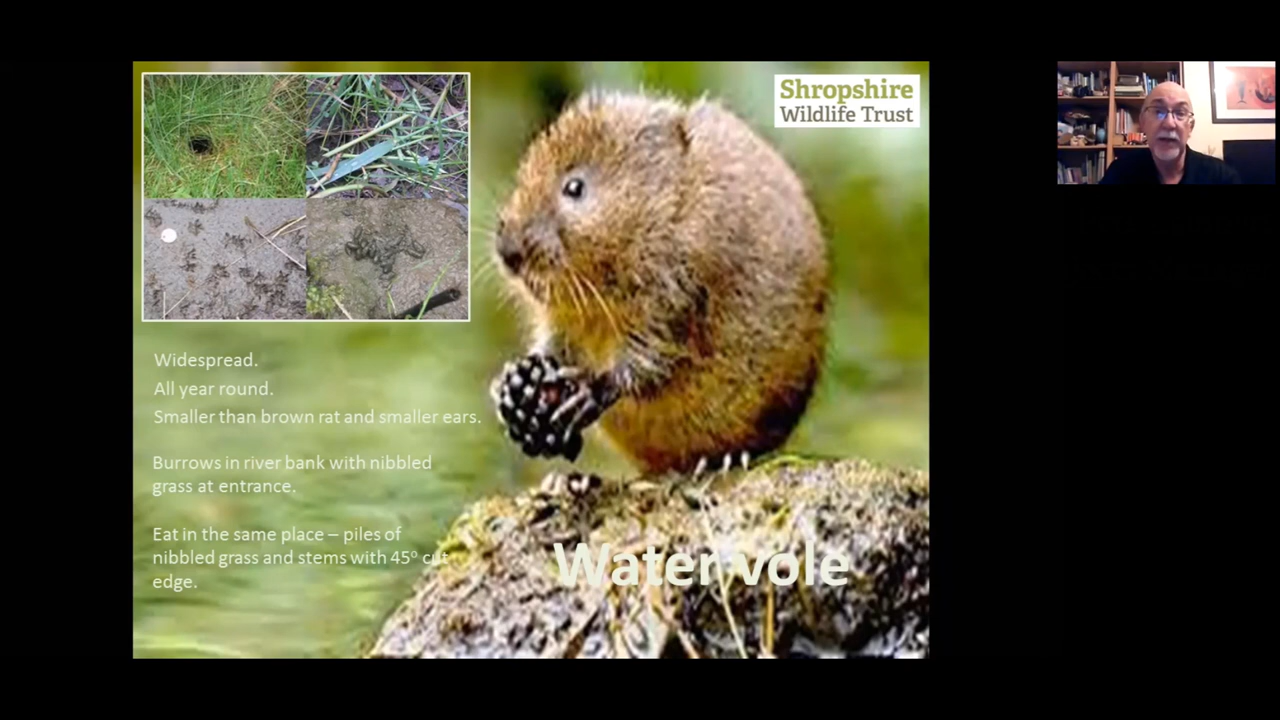 Shropshire
Wildlife Trust
Widespread.
All year round.
Smaller than brown rat and smaller ears.
Burrows in river bank with nibbled
grass at entrance.
Eat in the same place – piles of
nibbled grass and stems with 45° cut
edge.
Water vole